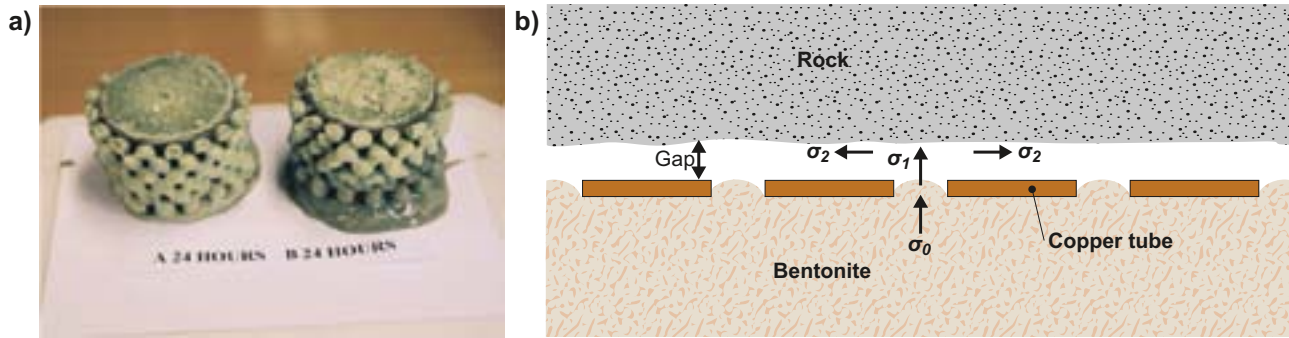 a)
A 24 HOURS B 24 HOURS
b)
Rock
Gap
σ2 σ1 σ2
σ0
Copper tube
Bentonite